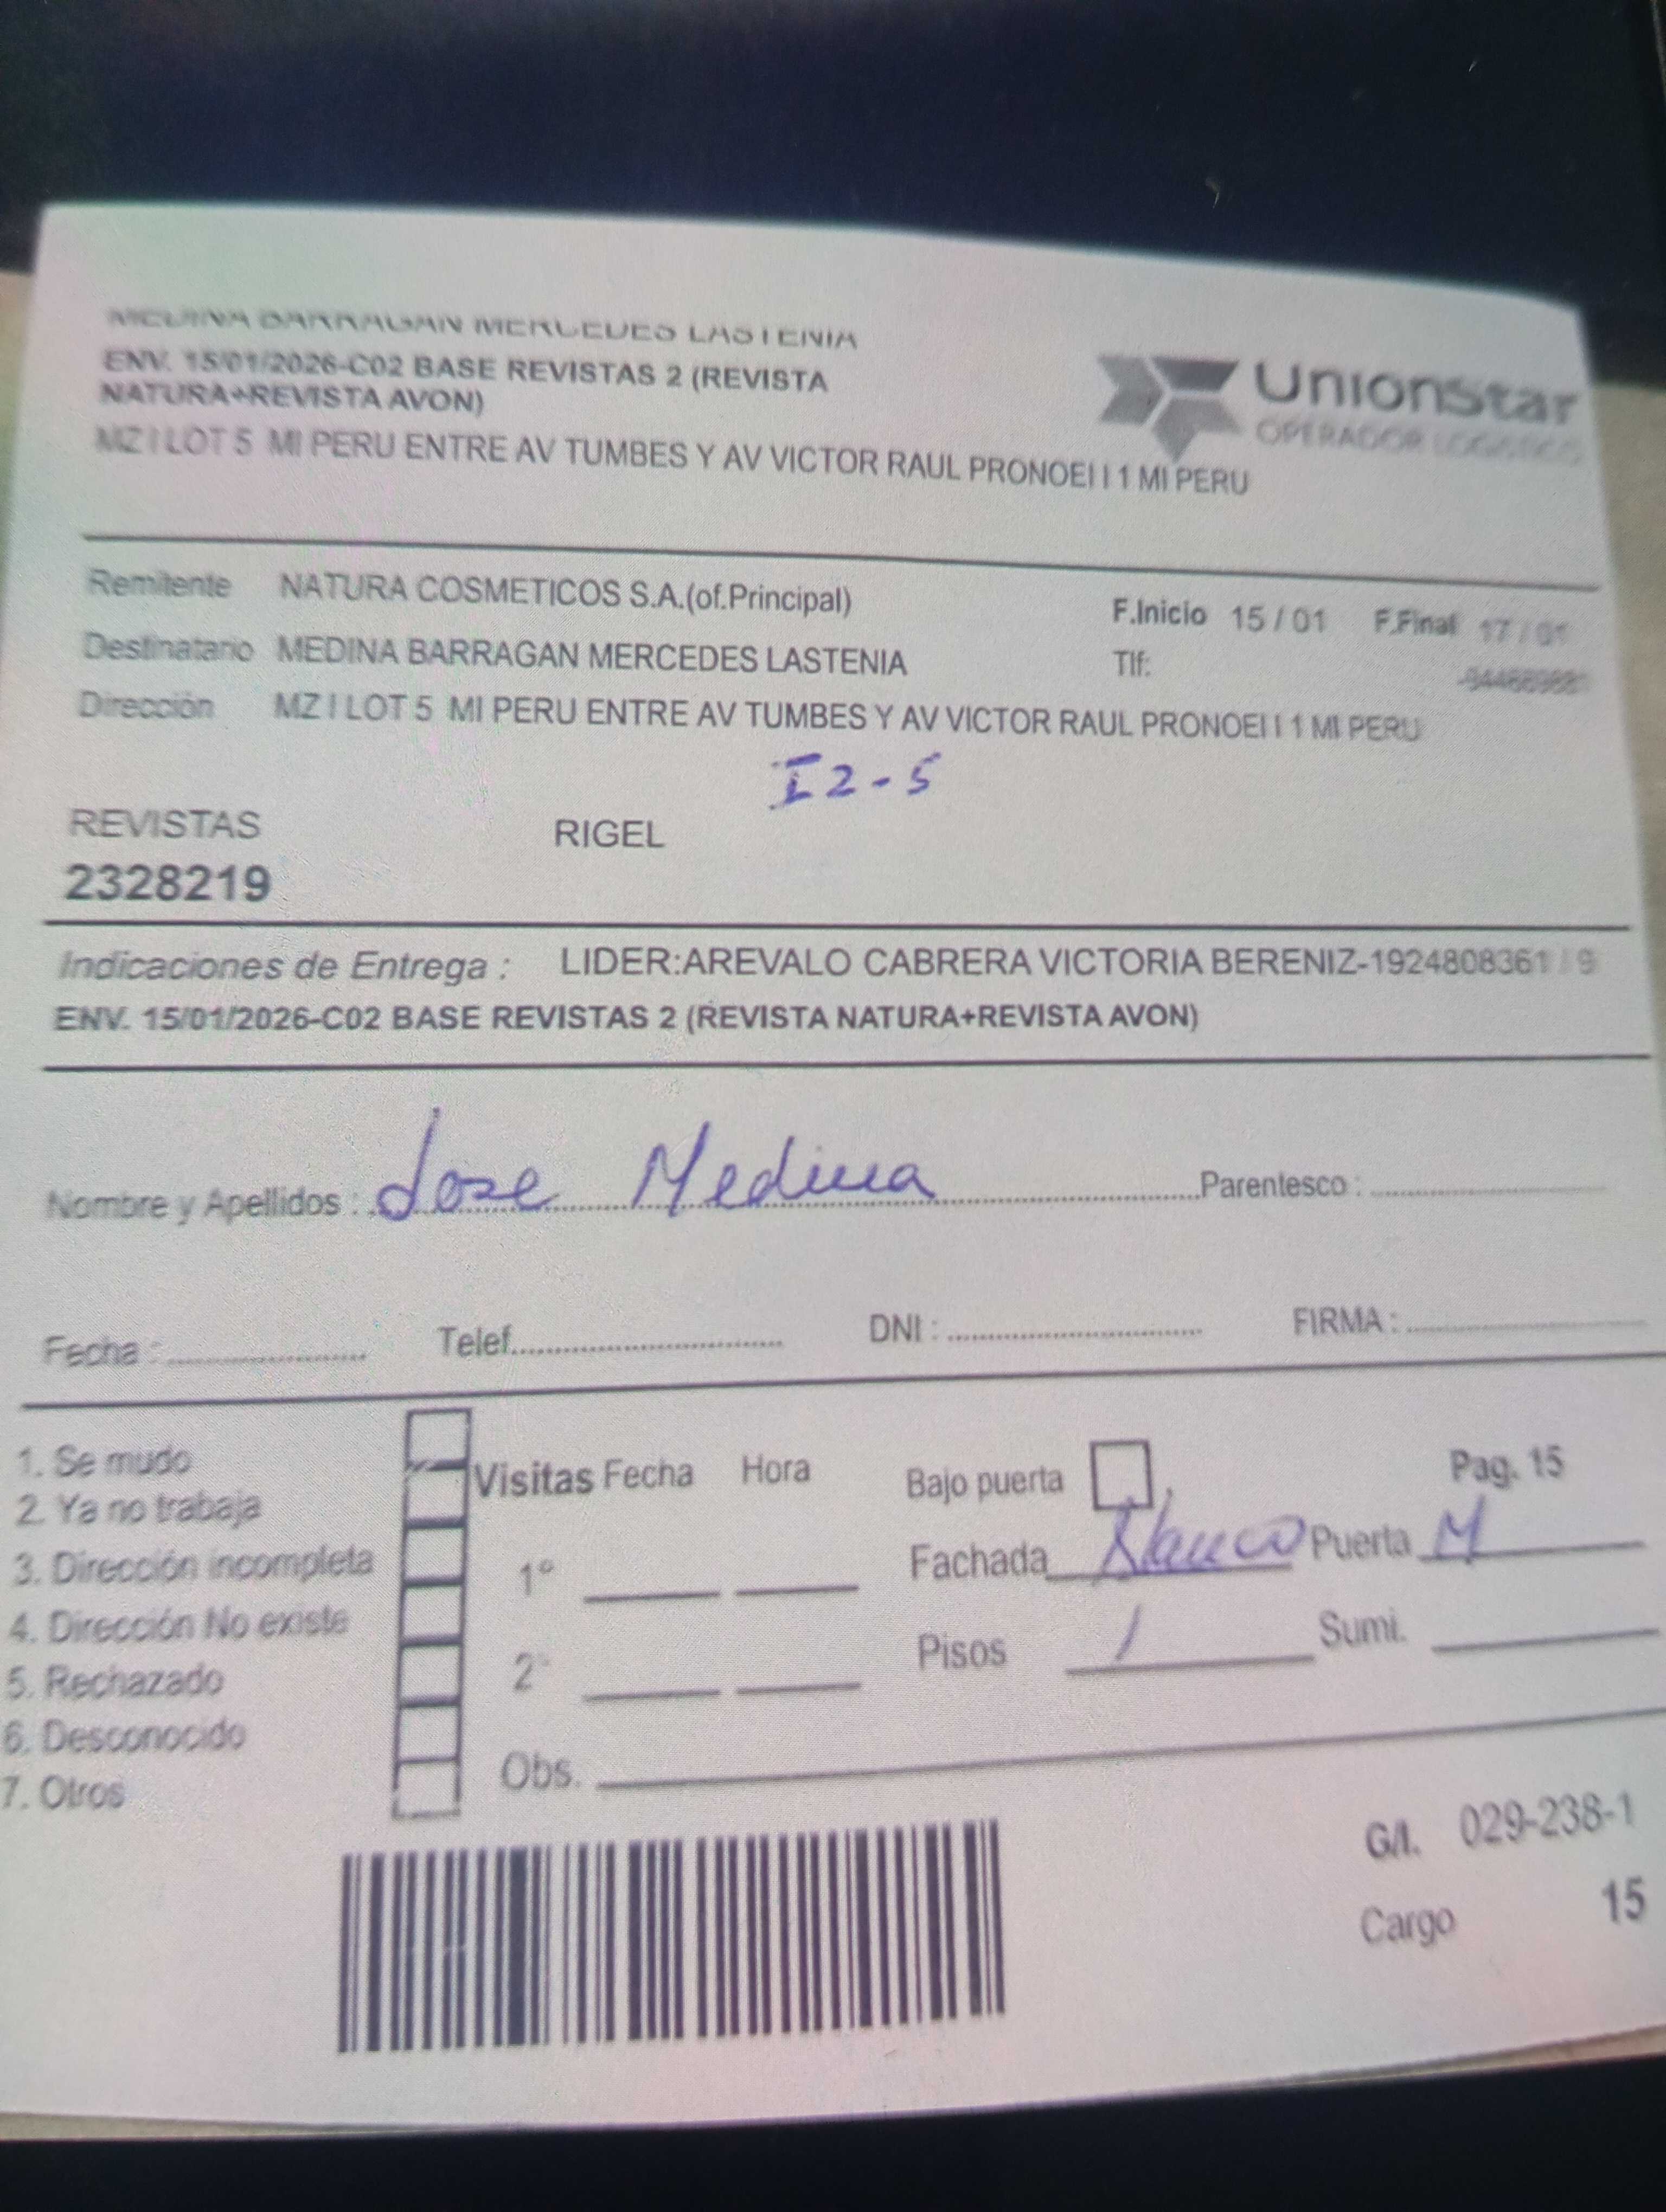 MEDINA BARRAGAN MERCEDES LASTENIA
ENV. 15/01/2026-C02 BASE REVISTAS 2 (REVISTA
NATURA+REVISTA AVON)
MZ I LOT 5 MI PERU ENTRE AV TUMBES Y AV VICTOR RAUL PRONOEI I 1 MI PERU
UnionStar
OPERADOR LOGISTICO
Remitente NATURA COSMETICOS S.A.(of.Principal) F.Inicio 15 / 01 F.Final 17 / 01
Destinatario MEDINA BARRAGAN MERCEDES LASTENIA Tlf:
Dirección MZ I LOT 5 MI PERU ENTRE AV TUMBES Y AV VICTOR RAUL PRONOEI I 1 MI PERU
I2-5
REVISTAS RIGEL
2328219
Indicaciones de Entrega : LIDER:AREVALO CABRERA VICTORIA BERENIZ-1924808361 / 9
ENV. 15/01/2026-C02 BASE REVISTAS 2 (REVISTA NATURA+REVISTA AVON)
Nombre y Apellidos : Jose Medina Parentesco :
Fecha : Telef. DNI : FIRMA :
1. Se mudo
2. Ya no trabaja
3. Dirección incompleta
4. Dirección No existe
5. Rechazado
6. Desconocido
7. Otros
Visitas Fecha Hora
1°
2°
Obs.
Bajo puerta Pag. 15
Fachada Blanco Puerta M
Pisos 1 Sumi.
G/I. 029-238-1
Cargo 15